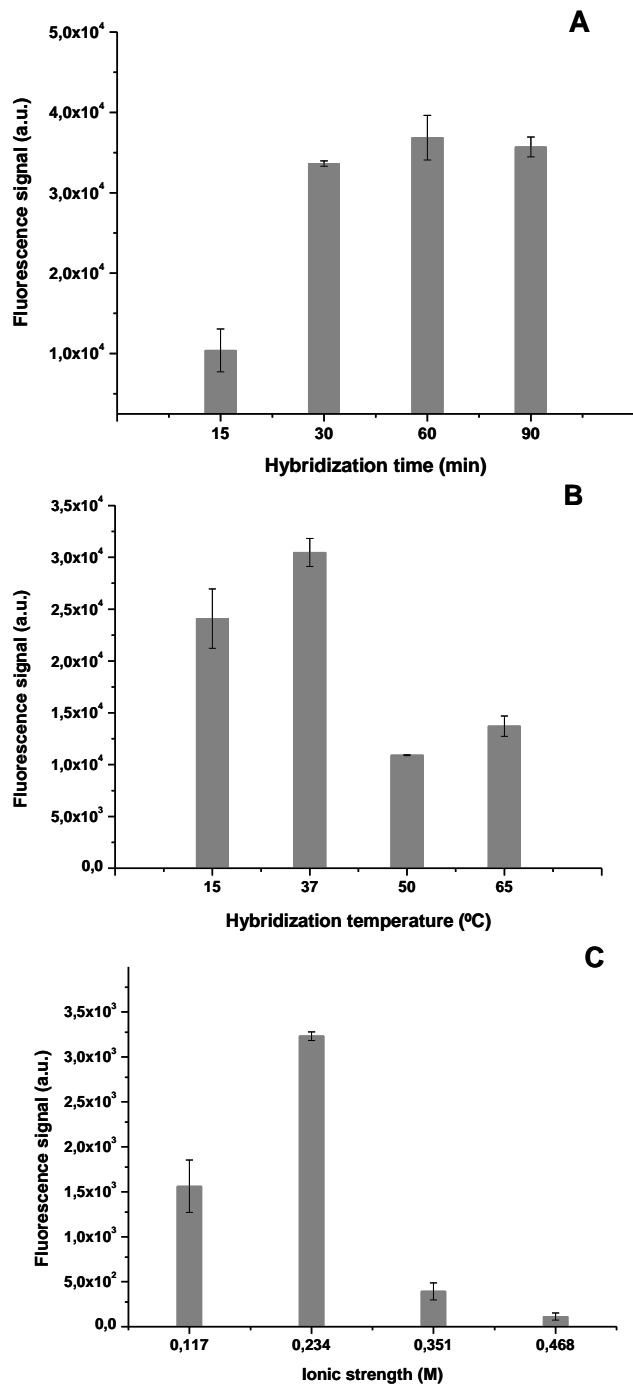 A
5,0x10⁴
4,0x10⁴
3,0x10⁴
2,0x10⁴
1,0x10⁴
Fluorescence signal (a.u.)
15 30 60 90
Hybridization time (min)
B
3,5x10⁴
3,0x10⁴
2,5x10⁴
2,0x10⁴
1,5x10⁴
1,0x10⁴
5,0x10³
0,0
Fluorescence signal (a.u.)
15 37 50 65
Hybridization temperature (ºC)
C
3,5x10³
3,0x10³
2,5x10³
2,0x10³
1,5x10³
1,0x10³
5,0x10²
0,0
Fluorescence signal (a.u.)
0,117 0,234 0,351 0,468
Ionic strength (M)